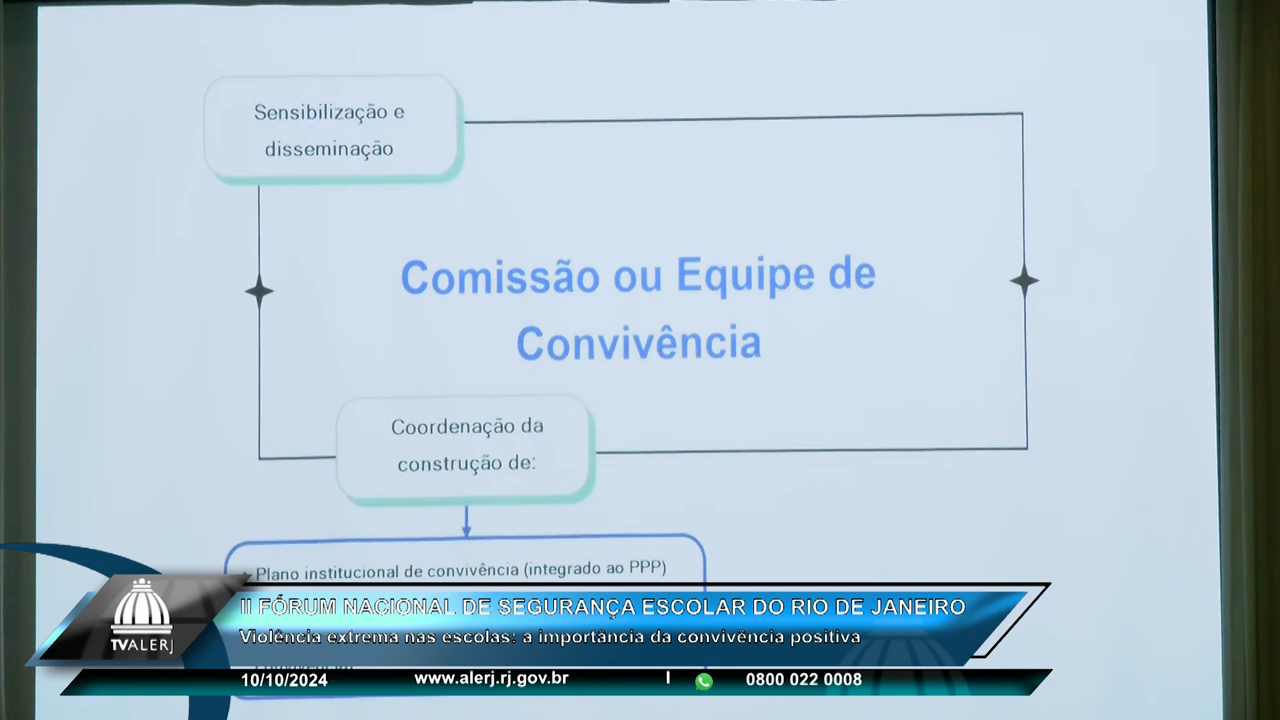 Sensibilização e
disseminação
Comissão ou Equipe de
Convivência
Coordenação da
construção de:
Plano institucional de convivência (integrado ao PPP)
II FÓRUM NACIONAL DE SEGURANÇA ESCOLAR DO RIO DE JANEIRO
Violência extrema nas escolas: a importância da convivência positiva
TVALERJ
10/10/2024 www.alerj.rj.gov.br | 0800 022 0008